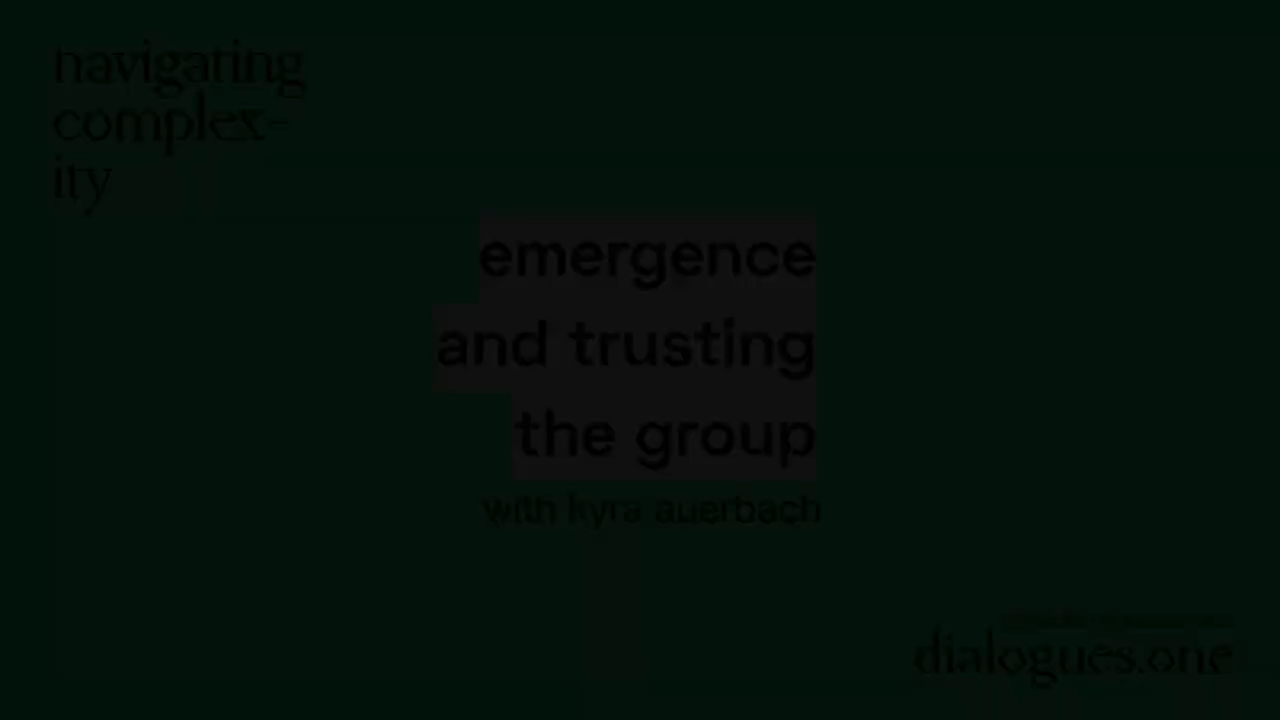 navigating
complex-
ity
emergence
and trusting
the group
with kyra auerbach
dialogues.one